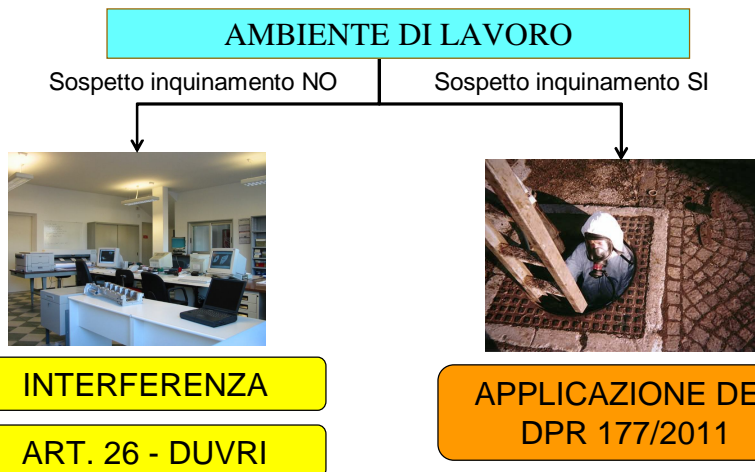 AMBIENTE DI LAVORO
Sospetto inquinamento NO
Sospetto inquinamento SI
INTERFERENZA
ART. 26 - DUVRI
APPLICAZIONE DE
DPR 177/2011